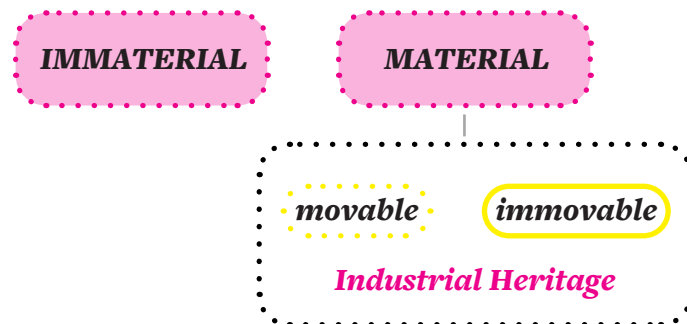 IMMATERIAL
MATERIAL
movable
immovable
Industrial Heritage